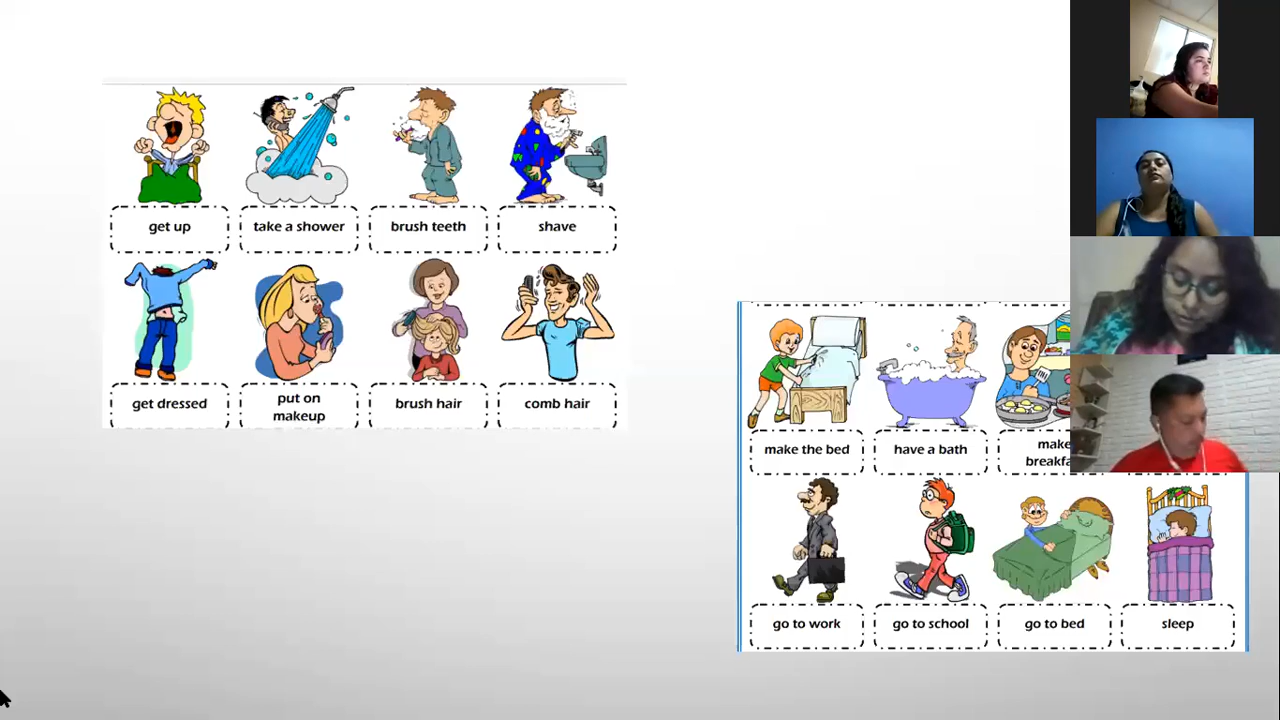 get up
take a shower
brush teeth
shave
get dressed
put on
makeup
brush hair
comb hair
make the bed
have a bath
make
go to work
go to school
go to bed
sleep